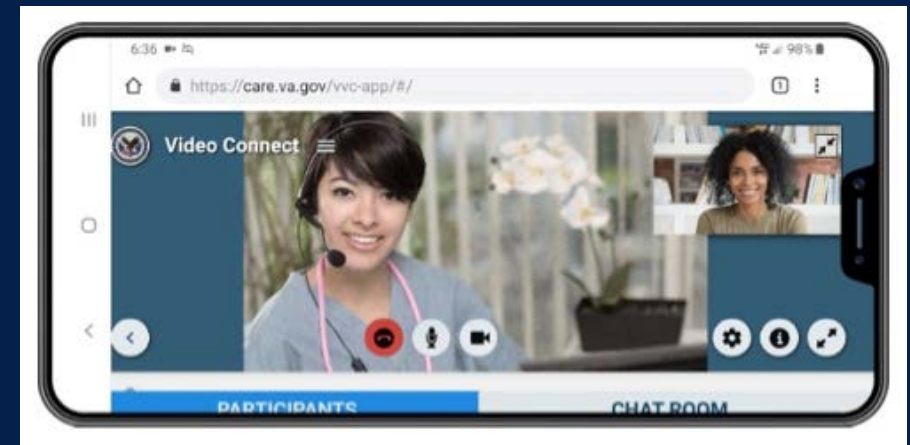 6:36
98%
https://care.va.gov/vvc-app/#/
1
Video Connect
PARTICIPANTS
CHAT ROOM